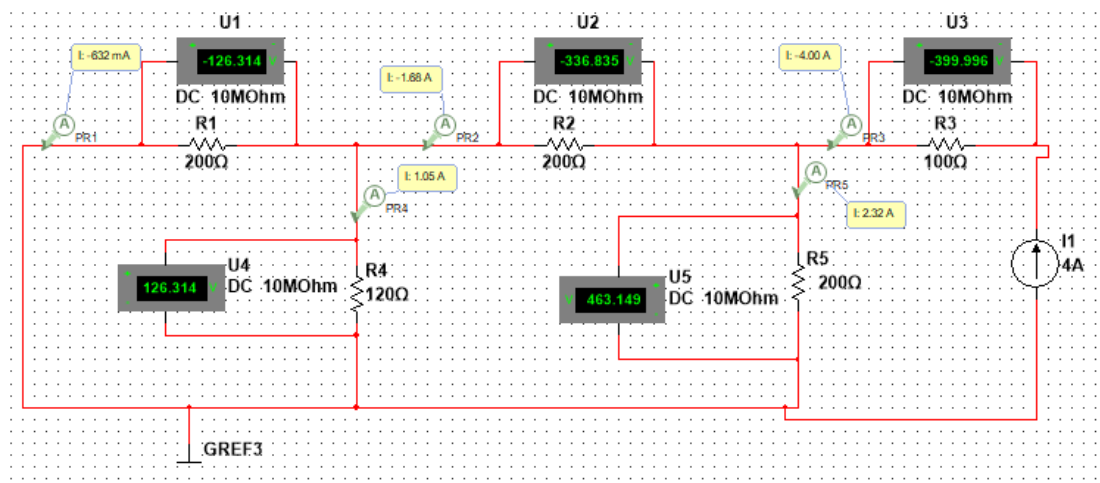 U1
U2
U3
I: -632 mA
-126.314
V
I: -1.68 A
-336.835
V
I: -4.00 A
-399.996
V
DC 10MOhm
DC 10MOhm
DC 10MOhm
A
PR1
R1
200Ω
A
PR2
R2
200Ω
A
PR3
R3
100Ω
I: 1.05 A
A
PR4
A
PR5
I: 2.32 A
I1
4A
U4
DC 10MOhm
126.314
V
R4
120Ω
U5
DC 10MOhm
V
463.149
R5
200Ω
GREF3